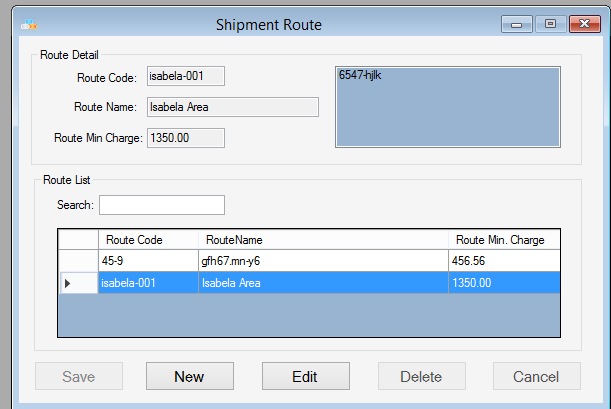 Shipment Route
Route Detail
Route Code: isabela-001
6547-hjlk
Route Name: Isabela Area
Route Min Charge: 1350.00
Route List
Search:
Route Code RouteName Route Min. Charge
45-9 gfh67.mn-y6 456.56
isabela-001 Isabela Area 1350.00
Save New Edit Delete Cancel